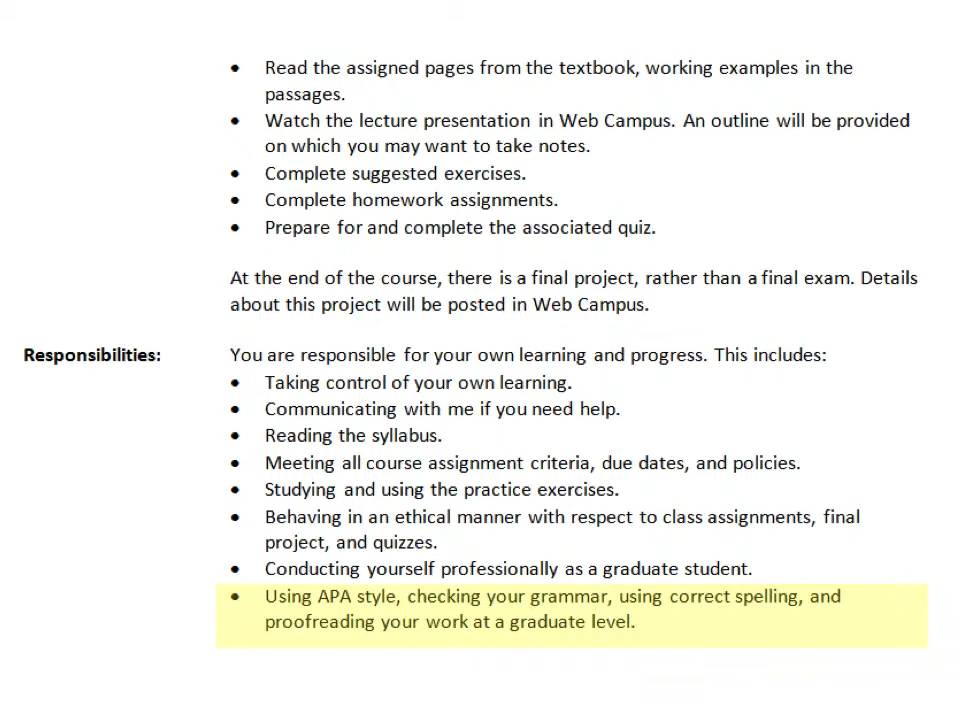 • Read the assigned pages from the textbook, working examples in the
passages.
• Watch the lecture presentation in Web Campus. An outline will be provided
on which you may want to take notes.
• Complete suggested exercises.
• Complete homework assignments.
• Prepare for and complete the associated quiz.
At the end of the course, there is a final project, rather than a final exam. Details
about this project will be posted in Web Campus.
Responsibilities: You are responsible for your own learning and progress. This includes:
• Taking control of your own learning.
• Communicating with me if you need help.
• Reading the syllabus.
• Meeting all course assignment criteria, due dates, and policies.
• Studying and using the practice exercises.
• Behaving in an ethical manner with respect to class assignments, final
project, and quizzes.
• Conducting yourself professionally as a graduate student.
• Using APA style, checking your grammar, using correct spelling, and
proofreading your work at a graduate level.